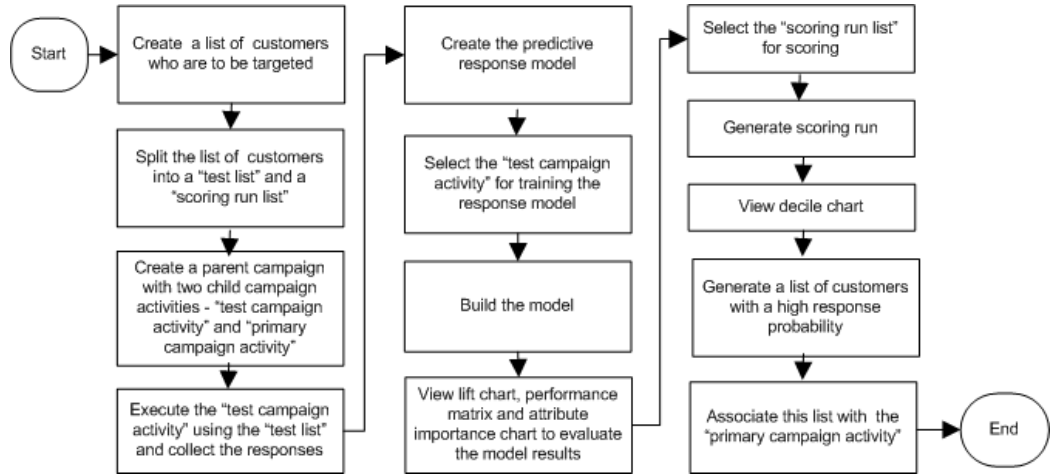 Start
Create a list of customers
who are to be targeted
Split the list of customers
into a “test list” and a
“scoring run list”
Create a parent campaign
with two child campaign
activities - “test campaign
activity” and “primary
campaign activity”
Execute the “test campaign
activity” using the “test list”
and collect the responses
Create the predictive
response model
Select the “test campaign
activity” for training the
response model
Build the model
View lift chart, performance
matrix and attribute
importance chart to evaluate
the model results
Select the “scoring run list”
for scoring
Generate scoring run
View decile chart
Generate a list of customers
with a high response
probability
Associate this list with the
“primary campaign activity”
End